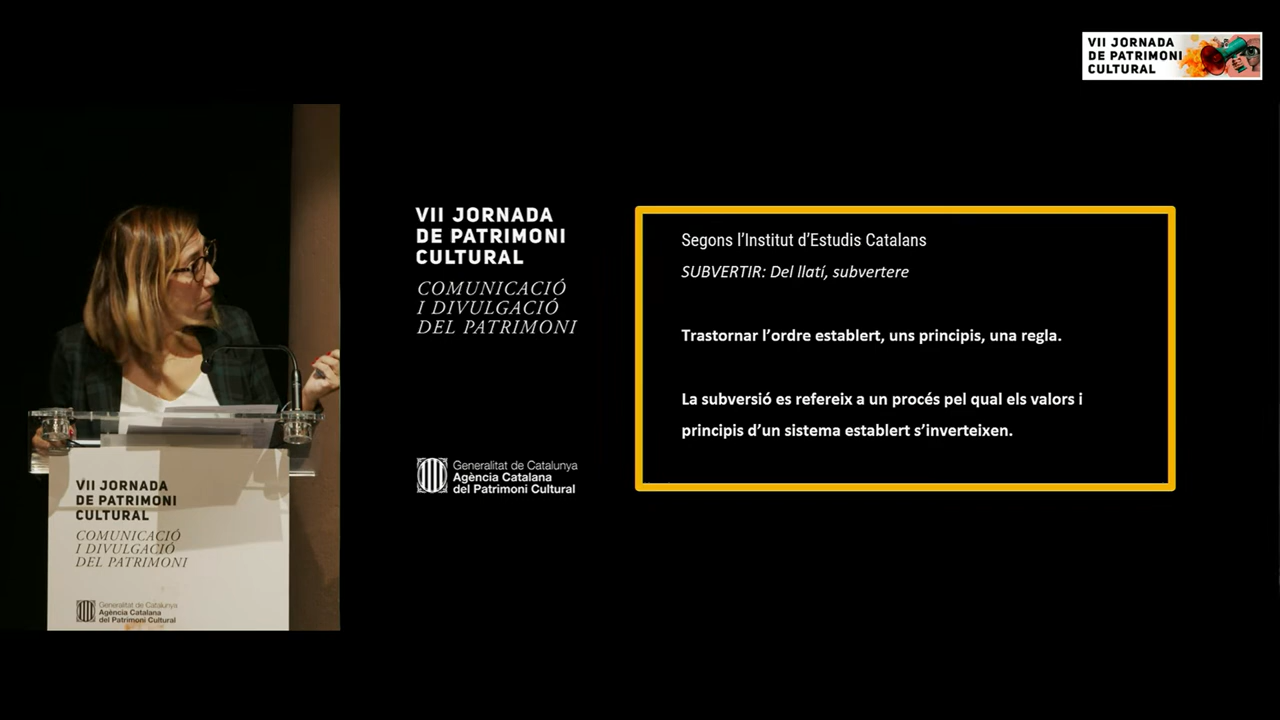 VII JORNADA
DE PATRIMONI
CULTURAL
VII JORNADA
DE PATRIMONI
CULTURAL
COMUNICACIÓ
I DIVULGACIÓ
DEL PATRIMONI
Generalitat de Catalunya
Agència Catalana
del Patrimoni Cultural
Segons l’Institut d’Estudis Catalans
SUBVERTIR: Del llatí, subvertere
Trastornar l’ordre establert, uns principis, una regla.
La subversió es refereix a un procés pel qual els valors i
principis d’un sistema establert s’inverteixen.
VII JORNADA
DE PATRIMONI
CULTURAL
COMUNICACIÓ
I DIVULGACIÓ
DEL PATRIMONI
Generalitat de Catalunya
Agència Catalana
del Patrimoni Cultural